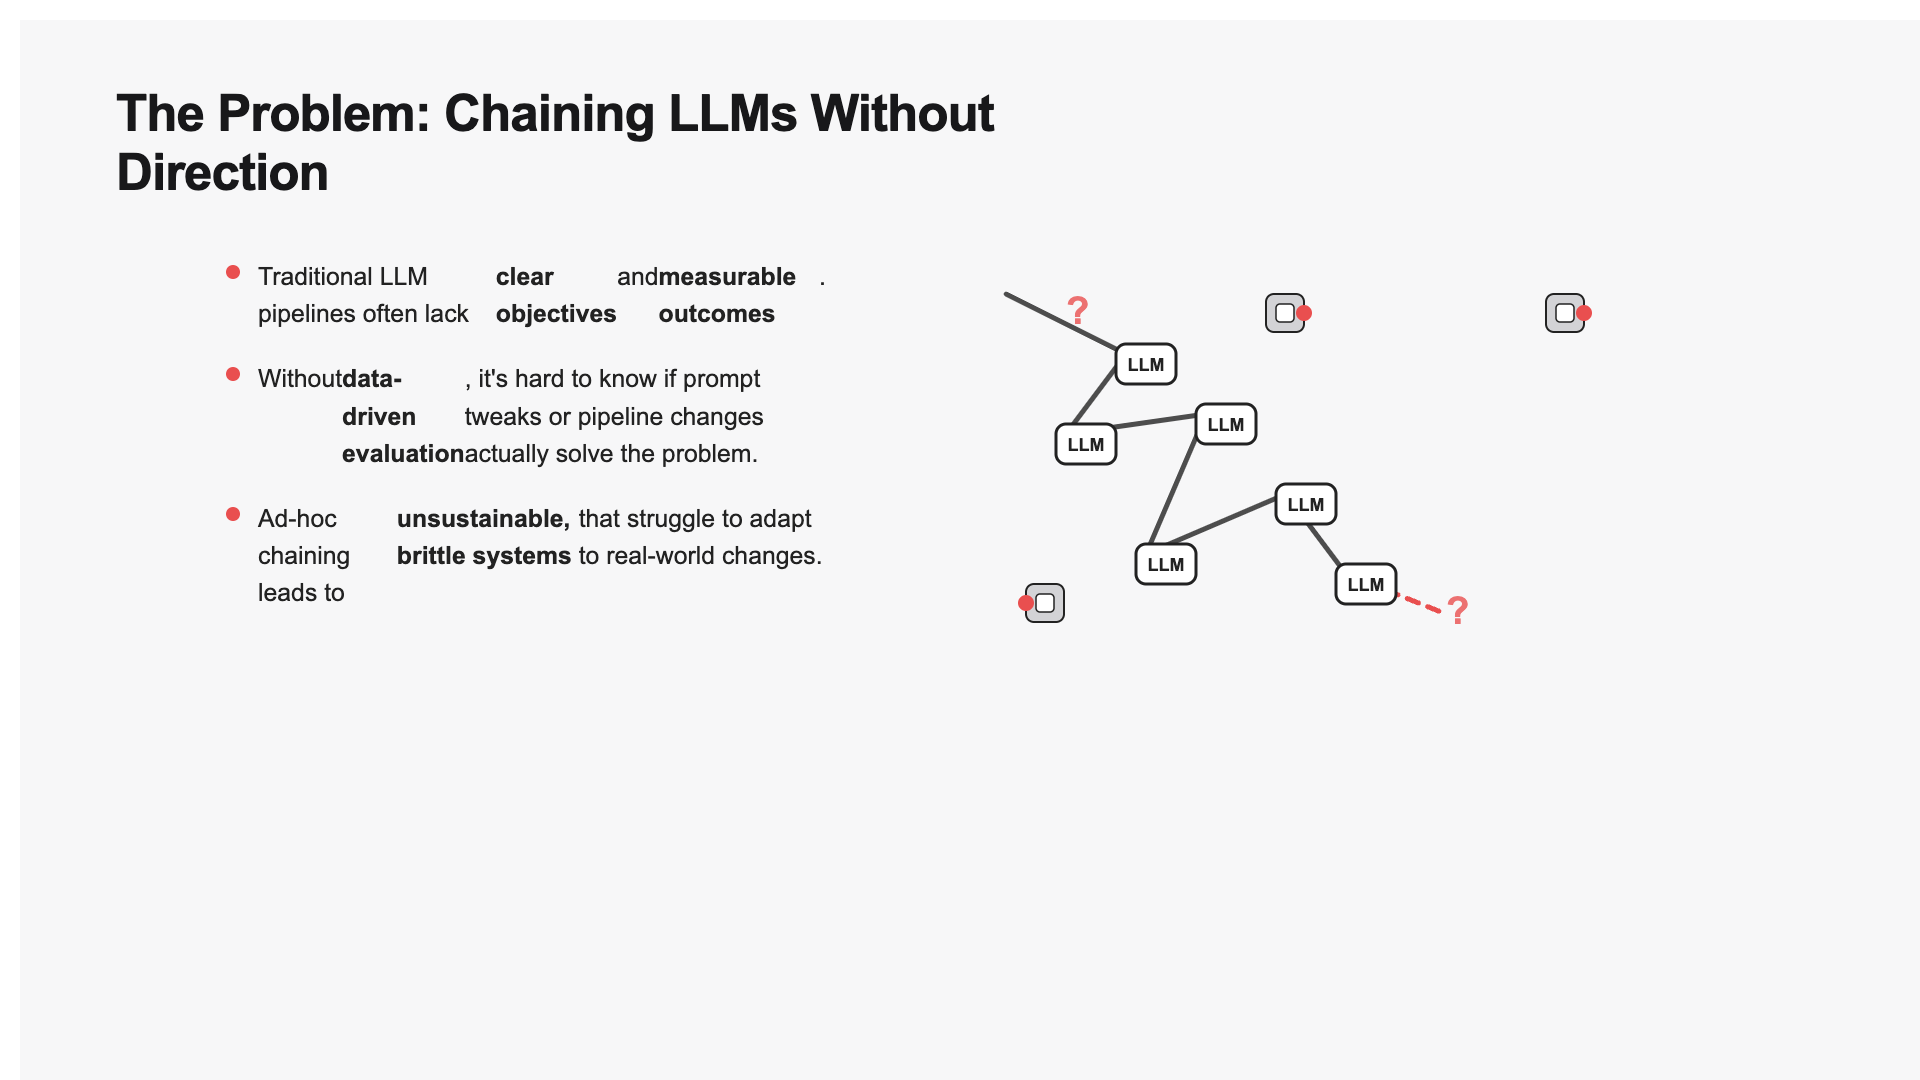 The Problem: Chaining LLMs Without
Direction
Traditional LLM clear and measurable .
pipelines often lack objectives outcomes
Without data- , it's hard to know if prompt
driven tweaks or pipeline changes
evaluation actually solve the problem.
Ad-hoc unsustainable, that struggle to adapt
chaining brittle systems to real-world changes.
leads to
?
LLM
LLM
LLM
LLM
LLM
LLM
?